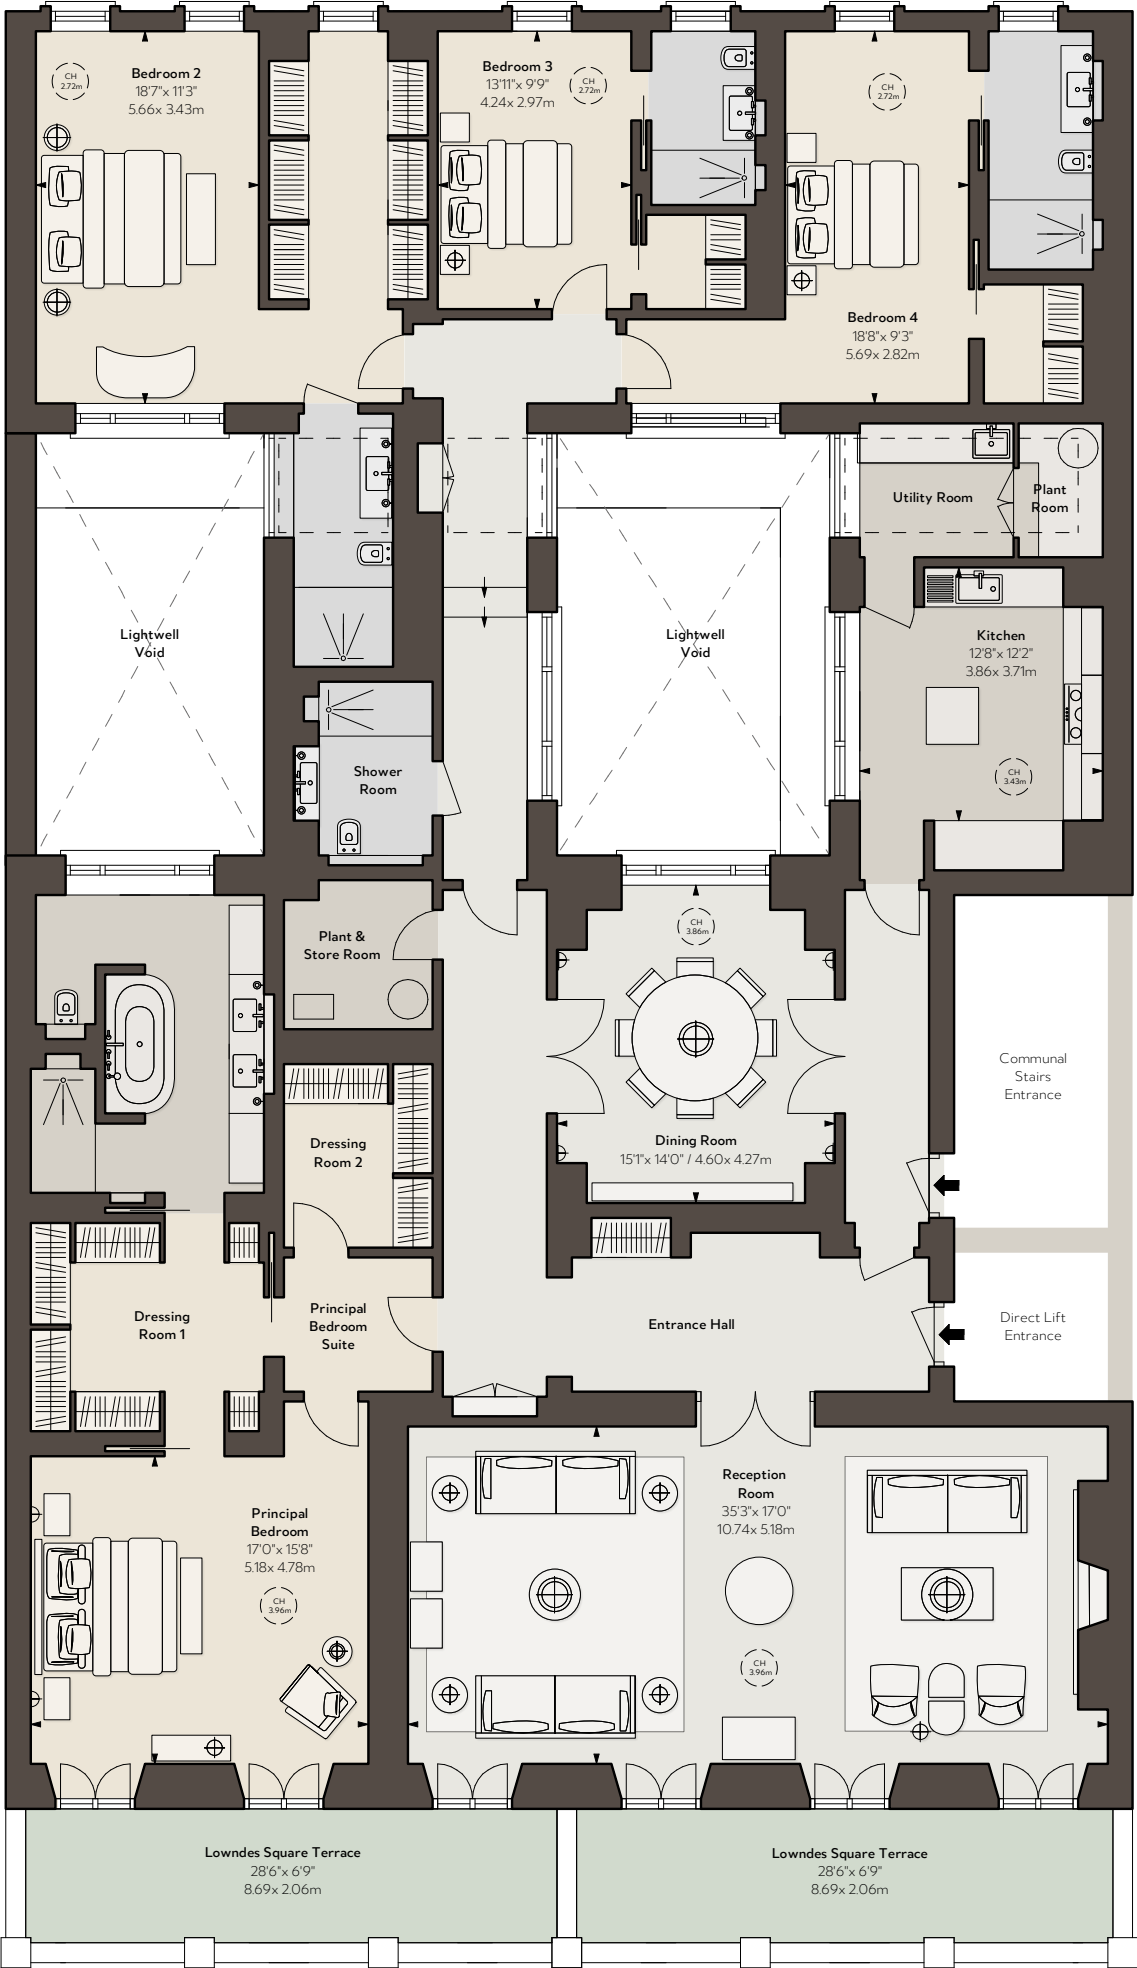 Bedroom 2
18'7"x 11'3"
5.66x 3.43m
CH
2.72m
Bedroom 3
13'11"x 9'9"
4.24x 2.97m
CH
2.72m
CH
2.72m
Bedroom 4
18'8"x 9'3"
5.69x 2.82m
Utility Room
Plant
Room
Lightwell
Void
Lightwell
Void
Kitchen
12'8"x 12'2"
3.86x 3.71m
CH
3.43m
Shower
Room
Plant &
Store Room
CH
3.86m
Dining Room
15'1"x 14'0" / 4.60x 4.27m
Communal
Stairs
Entrance
Dressing
Room 2
Dressing
Room 1
Principal
Bedroom
Suite
Entrance Hall
Direct Lift
Entrance
Principal
Bedroom
17'0"x 15'8"
5.18x 4.78m
CH
3.96m
Reception
Room
35'3"x 17'0"
10.74x 5.18m
CH
3.96m
Lowndes Square Terrace
28'6"x 6'9"
8.69x 2.06m
Lowndes Square Terrace
28'6"x 6'9"
8.69x 2.06m